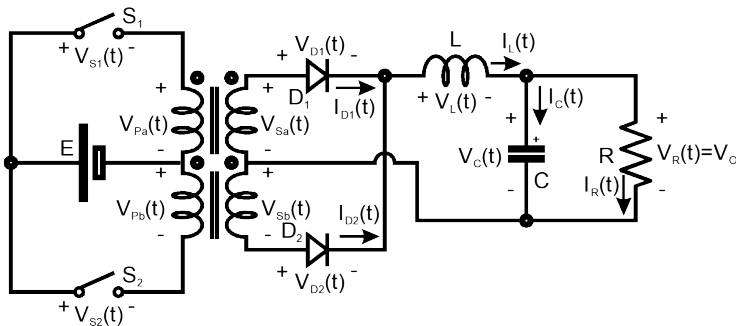 S1
+ VS1(t) -
+ VD1(t) -
D1
ID1(t)
L
IL(t)
+ VL(t) -
+
VPa(t)
-
+
VSa(t)
-
E
+
VPb(t)
-
+
VSb(t)
-
IC(t)
+
+
VC(t)
C
-
R
+
VR(t)=VO
IR(t)
-
D2
ID2(t)
+ VD2(t) -
S2
+ VS2(t) -